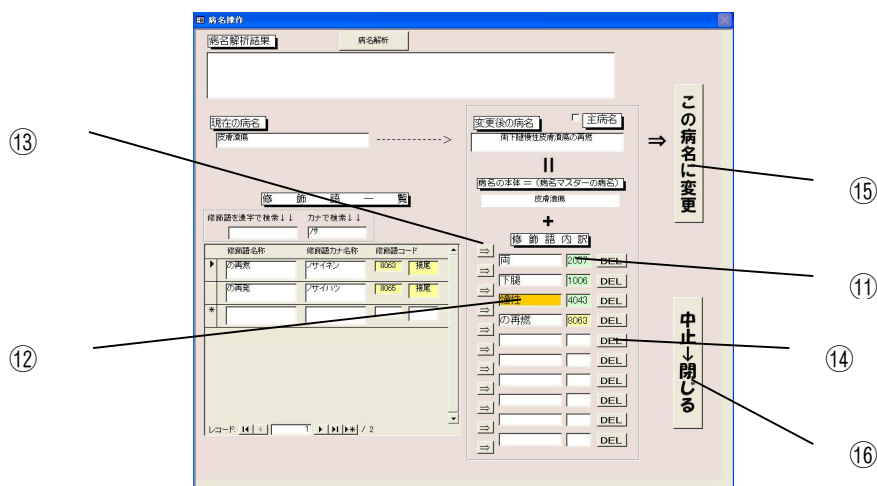 病名操作
病名解析結果
病名解析
現在の病名
皮膚潰瘍
------------>
変更後の病名
主病名
両下腿慢性皮膚潰瘍の再燃
⇒
この病名に変更
=
病名の本体 = (病名マスターの病名)
皮膚潰瘍
+
修飾語一覧
修飾語を漢字で検索↓↓
カナで検索↓↓
ノサ
修飾語名称
修飾語カナ名称
修飾語コード
の再燃
ノサイネン
8063
接尾
の再発
ノサイハツ
8065
接尾
レコード:
1
/ 2
修飾語内訳
⇒
両
2057
DEL
⇒
下腿
1006
DEL
⇒
慢性
4043
DEL
⇒
の再燃
8063
DEL
⇒
DEL
⇒
DEL
⇒
DEL
⇒
DEL
⇒
DEL
⇒
DEL
⇒
中止→閉じる
⑬
⑫
⑮
⑪
⑭
⑯